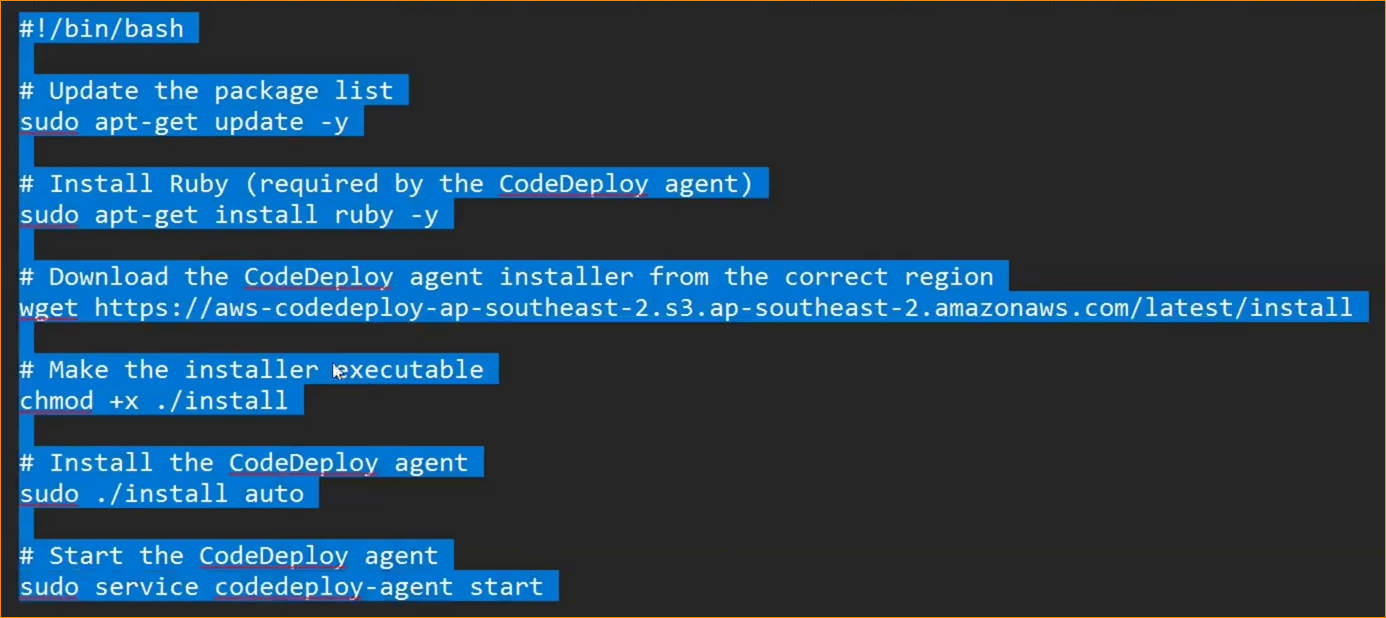 #!/bin/bash
# Update the package list
sudo apt-get update -y
# Install Ruby (required by the CodeDeploy agent)
sudo apt-get install ruby -y
# Download the CodeDeploy agent installer from the correct region
wget https://aws-codedeploy-ap-southeast-2.s3.ap-southeast-2.amazonaws.com/latest/install
# Make the installer executable
chmod +x ./install
# Install the CodeDeploy agent
sudo ./install auto
# Start the CodeDeploy agent
sudo service codedeploy-agent start